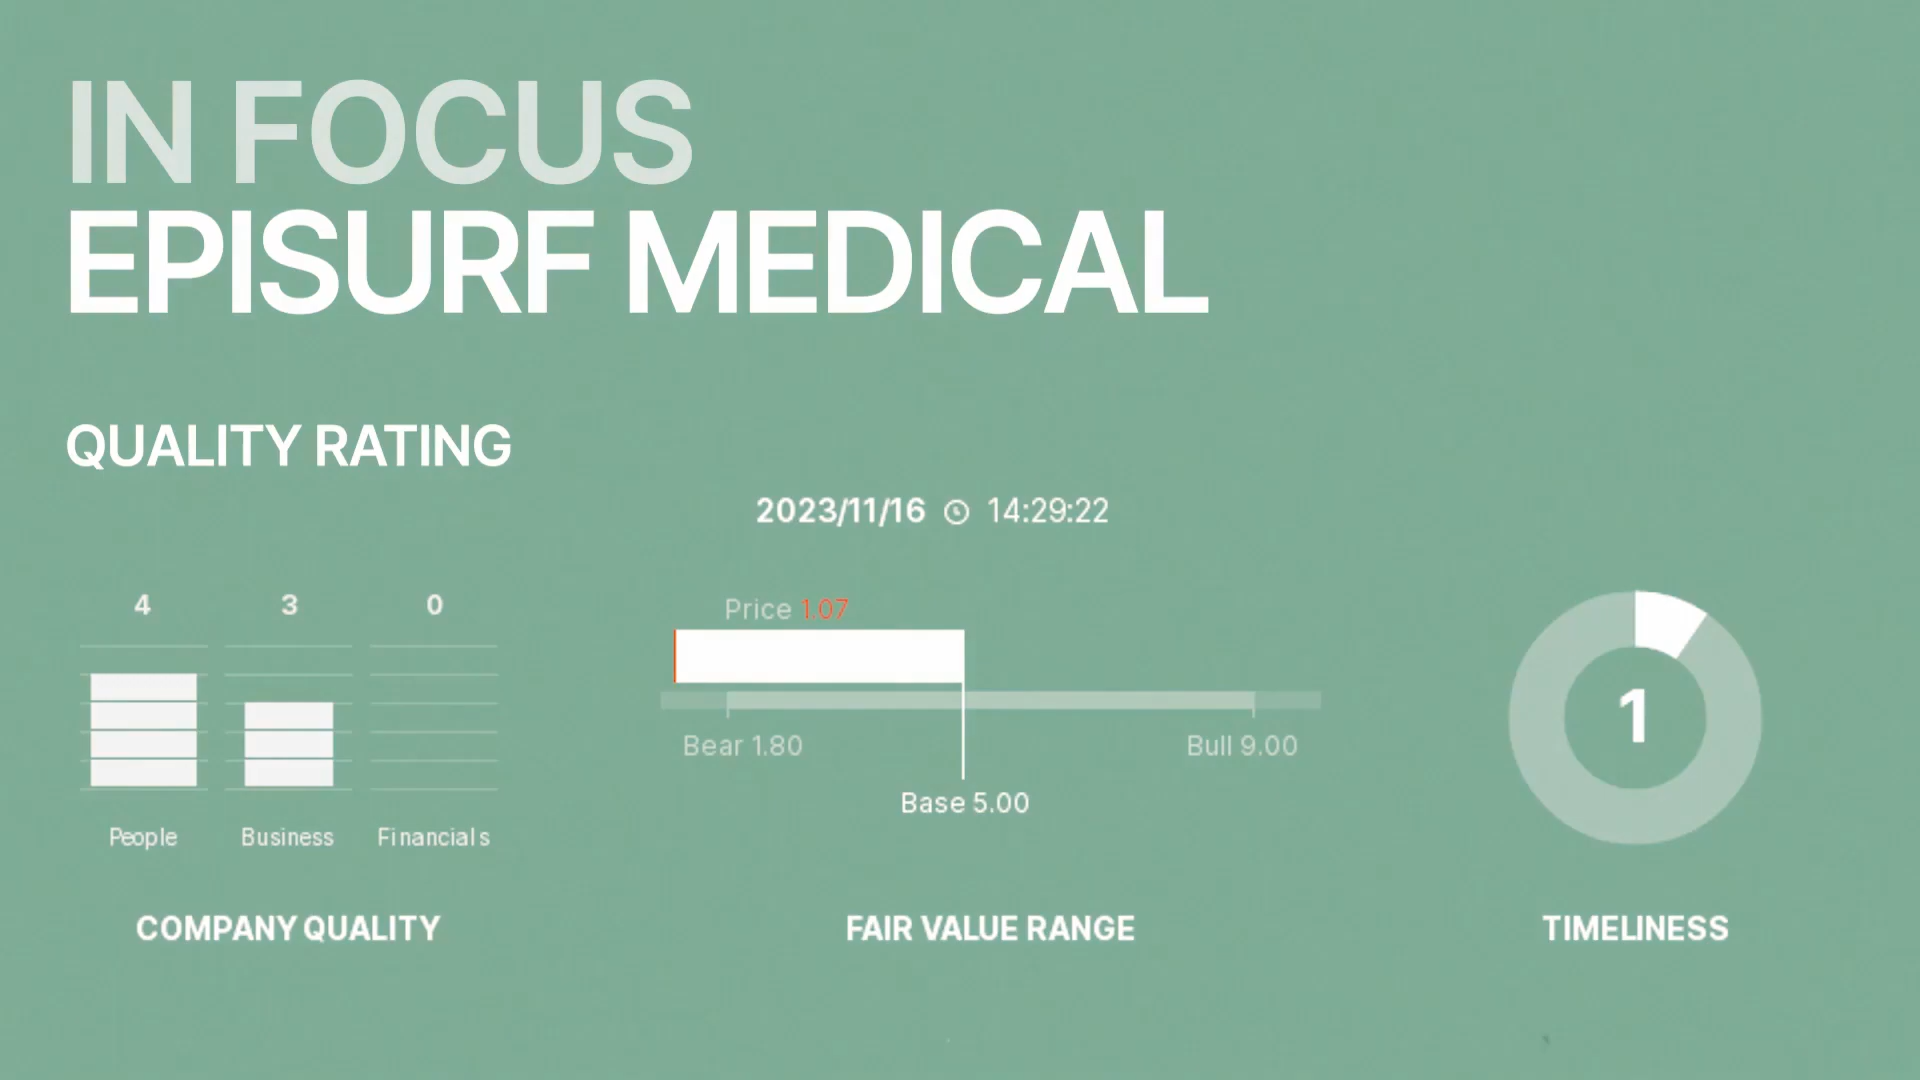 IN FOCUS
EPISURF MEDICAL
QUALITY RATING
2023/11/16 14:29:22
4 3 0
People Business Financials
COMPANY QUALITY
Price 1.07
Bear 1.80
Bull 9.00
Base 5.00
FAIR VALUE RANGE
1
TIMELINESS